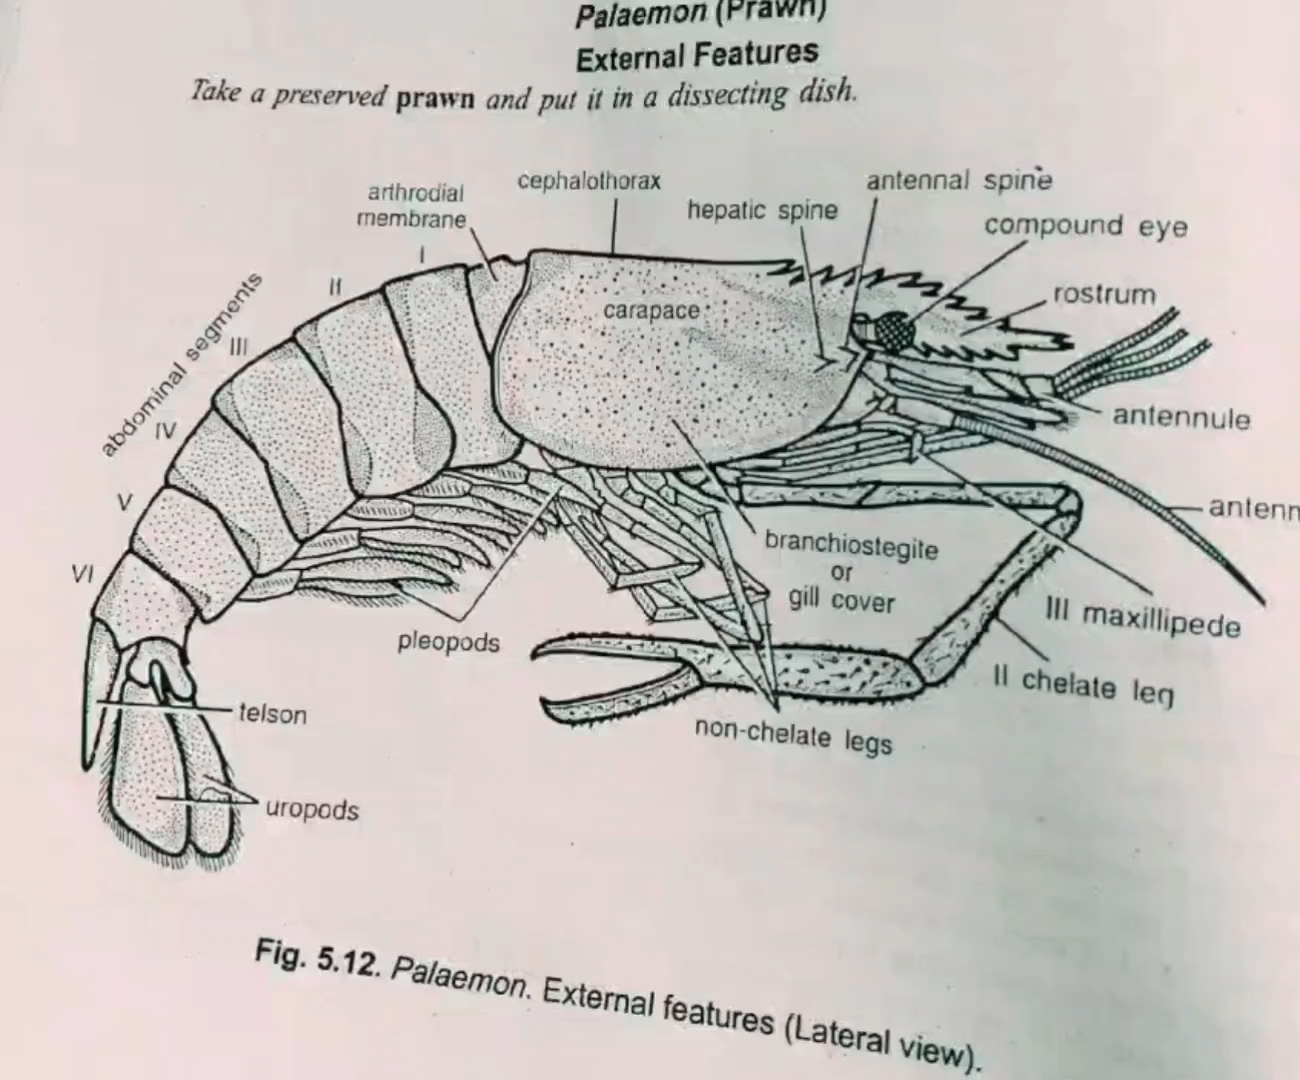 Palaemon (Prawn)
External Features
Take a preserved prawn and put it in a dissecting dish.
arthrodial
membrane
cephalothorax
hepatic spine
antennal spine
compound eye
rostrum
carapace
abdominal segments
I
II
III
IV
V
VI
antennule
antenn
branchiostegite
or
gill cover
III maxillipede
II chelate leg
pleopods
non-chelate legs
telson
uropods
Fig. 5.12. Palaemon. External features (Lateral view).